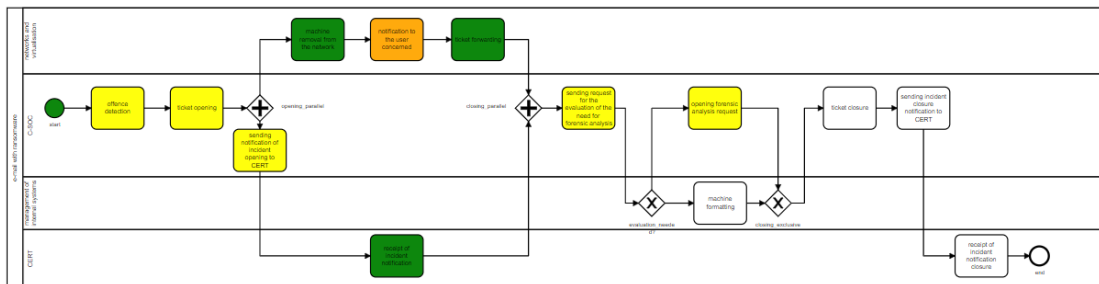 e-mail with ransomware
networks and
virtualisation
machine
removal from
the network
notification to
the user
concerned
ticket forwarding
C-SOC
start
offence
detection
ticket opening
opening_parallel
sending
notification of
incident
opening to
CERT
closing_parallel
sending request
for the
evaluation of the
need for
forensic analysis
opening forensic
analysis request
ticket closure
sending incident
closure
notification to
CERT
management of
internal systems
evaluation_neede
d?
machine
formatting
closing_exclusive
CERT
receipt of
incident
notification
receipt of
incident
notification
closure
end